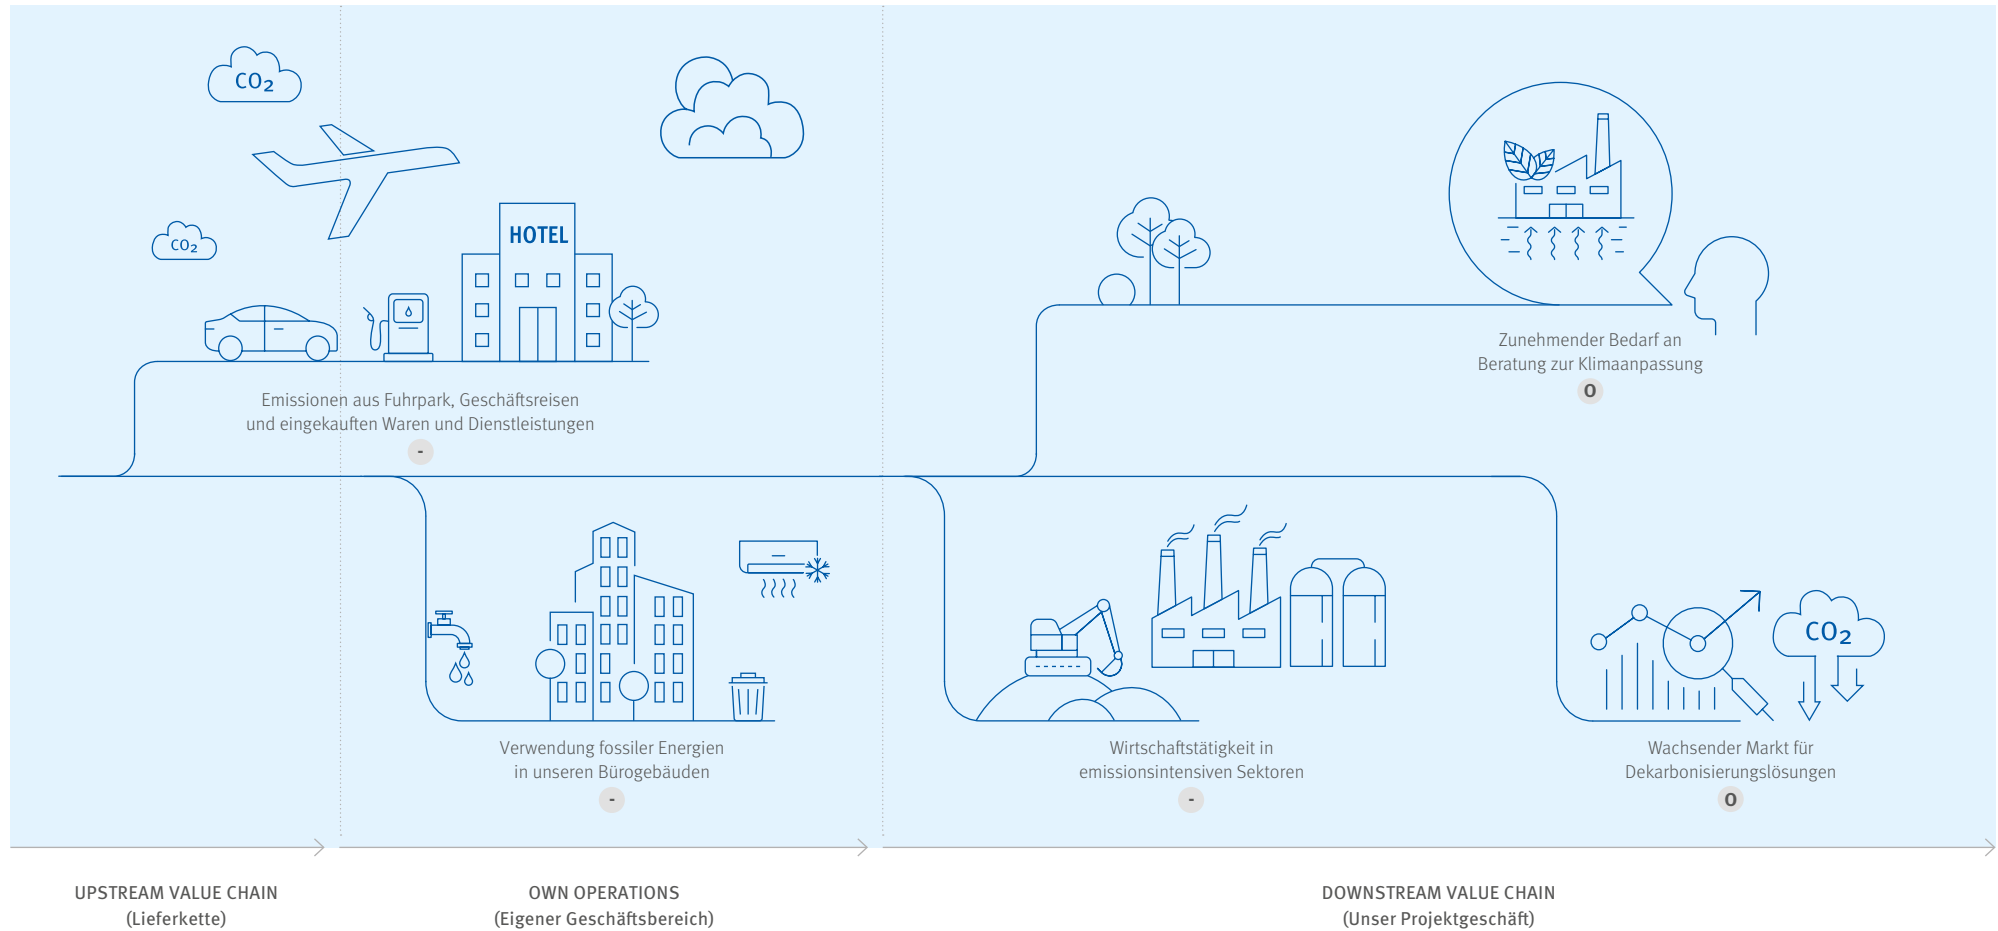 CO₂
CO₂
HOTEL
Emissionen aus Fuhrpark, Geschäftsreisen
und eingekauften Waren und Dienstleistungen
-
Zunehmender Bedarf an
Beratung zur Klimaanpassung
O
CO₂
Verwendung fossiler Energien
in unseren Bürogebäuden
-
Wirtschaftstätigkeit in
emissionsintensiven Sektoren
-
Wachsender Markt für
Dekarbonisierungslösungen
O
UPSTREAM VALUE CHAIN
(Lieferkette)
OWN OPERATIONS
(Eigener Geschäftsbereich)
DOWNSTREAM VALUE CHAIN
(Unser Projektgeschäft)